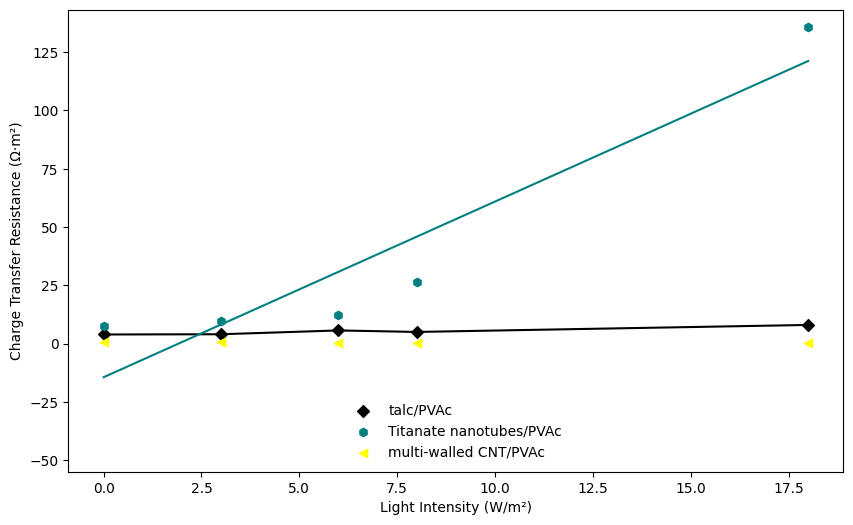 Charge Transfer Resistance (Ω·m²)
125
100
75
50
25
0
−25
−50
talc/PVAc
Titanate nanotubes/PVAc
multi-walled CNT/PVAc
0.0 2.5 5.0 7.5 10.0 12.5 15.0 17.5
Light Intensity (W/m²)